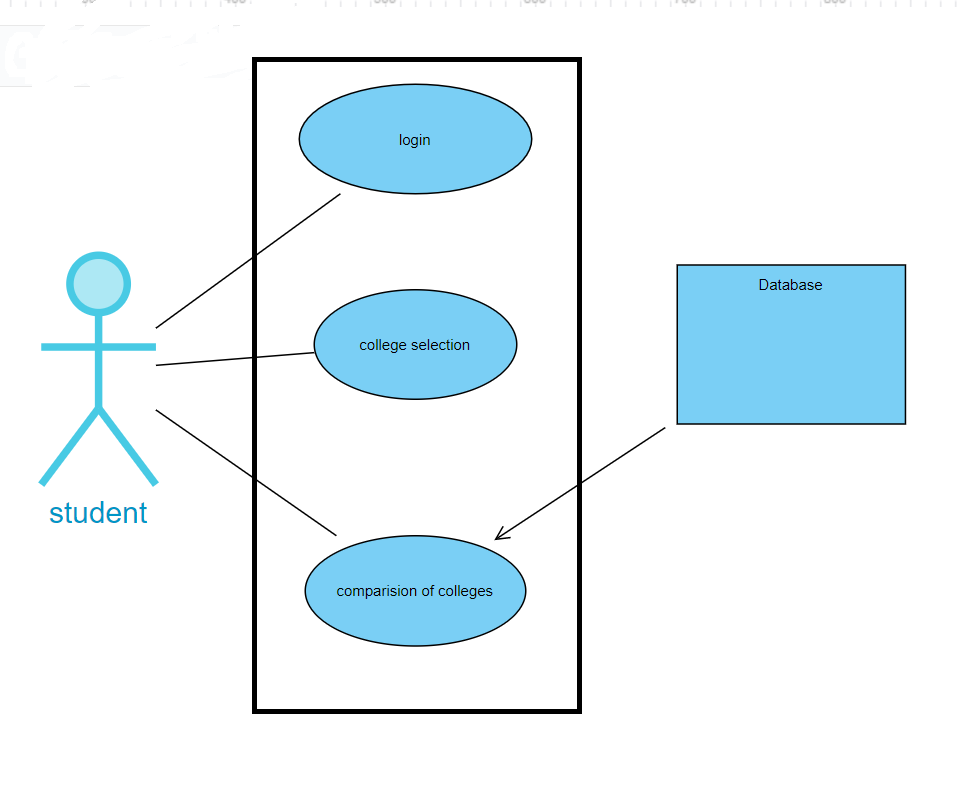 login
college selection
Database
student
comparision of colleges